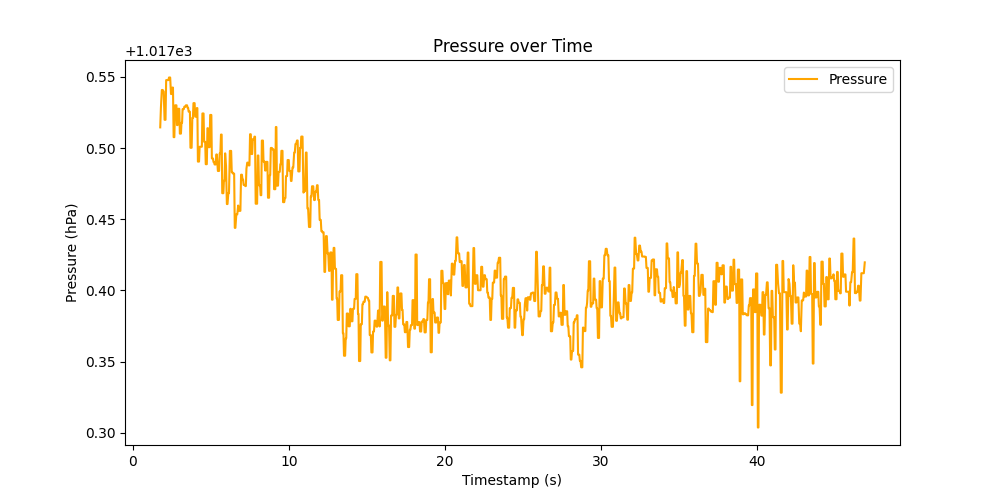 Pressure over Time
+1.017e3
Pressure
0.55
0.50
0.45
0.40
0.35
0.30
Pressure (hPa)
0 10 20 30 40
Timestamp (s)